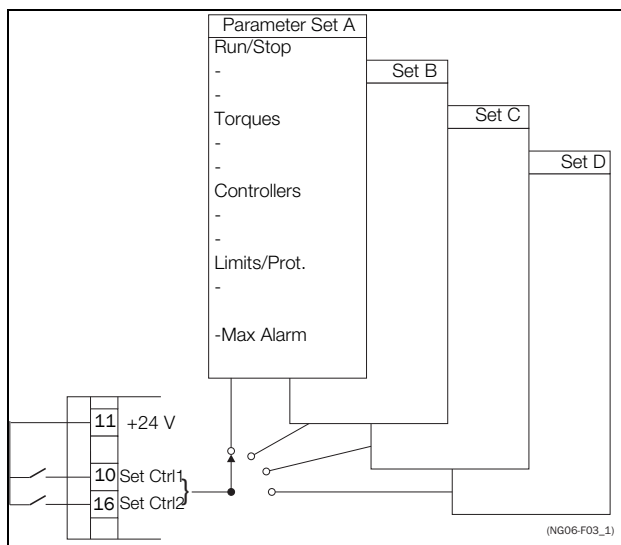 Parameter Set A
Run/Stop
-
-
Torques
-
-
Controllers
-
-
Limits/Prot.
-
-Max Alarm
Set B
Set C
Set D
11 +24 V
10 Set Ctrl1
16 Set Ctrl2
(NG06-F03_1)